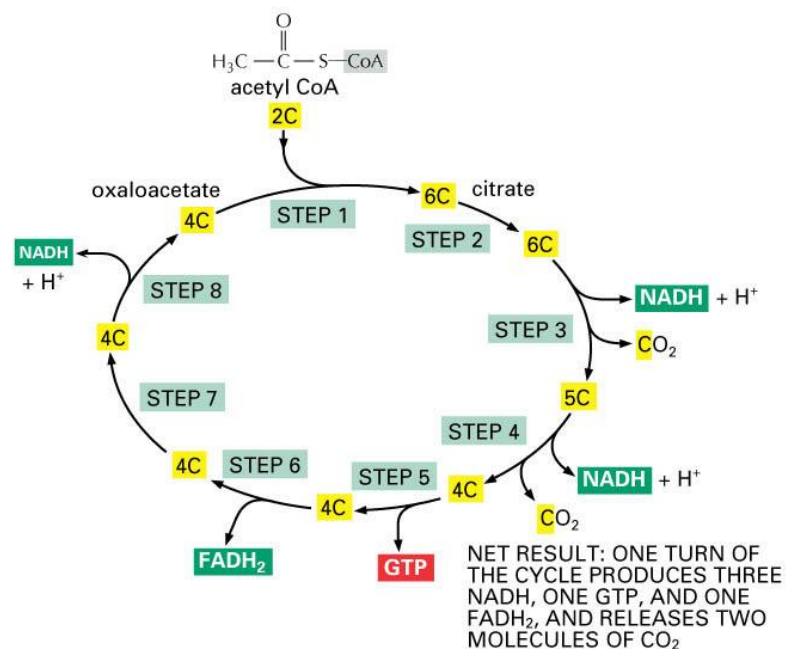 O
H₃C — C — S — CoA
acetyl CoA
2C
oxaloacetate
4C
STEP 1
6C
citrate
STEP 2
6C
NADH
+ H⁺
STEP 8
NADH + H⁺
STEP 3
CO₂
4C
5C
STEP 7
STEP 4
4C
STEP 6
STEP 5
4C
NADH + H⁺
4C
CO₂
FADH₂
GTP
NET RESULT: ONE TURN OF
THE CYCLE PRODUCES THREE
NADH, ONE GTP, AND ONE
FADH₂, AND RELEASES TWO
MOLECULES OF CO₂